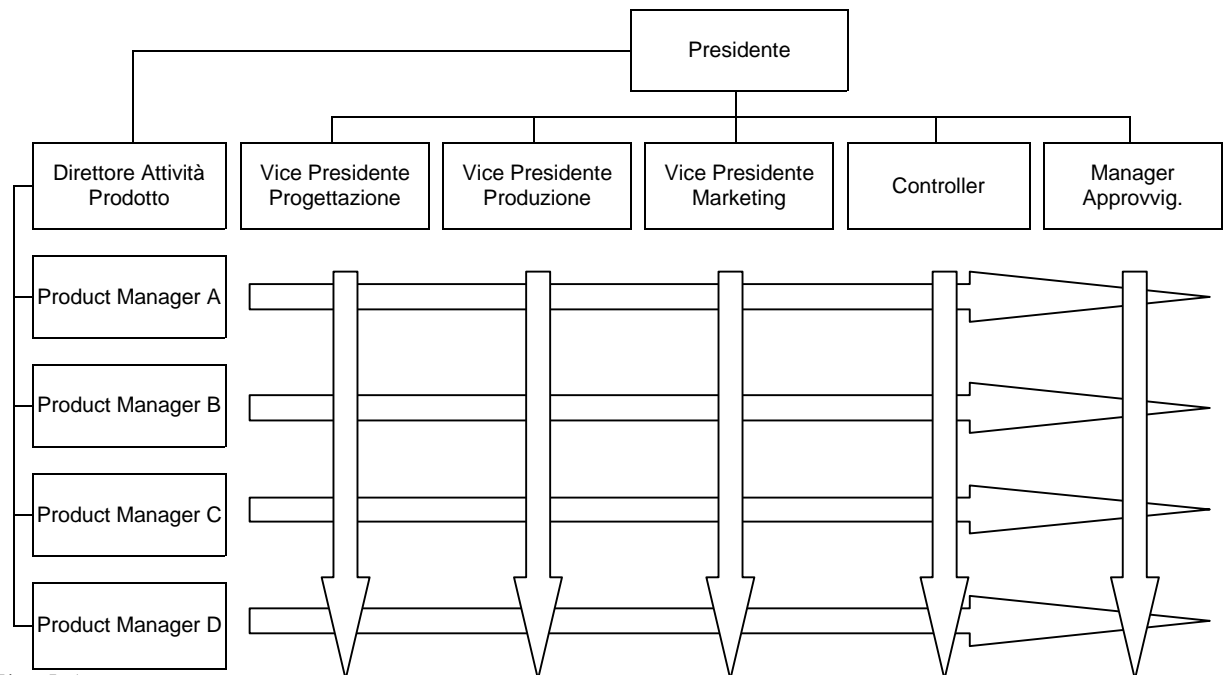 Presidente
Direttore Attività
Prodotto
Vice Presidente
Progettazione
Vice Presidente
Produzione
Vice Presidente
Marketing
Controller
Manager
Approvvig.
Product Manager A
Product Manager B
Product Manager C
Product Manager D